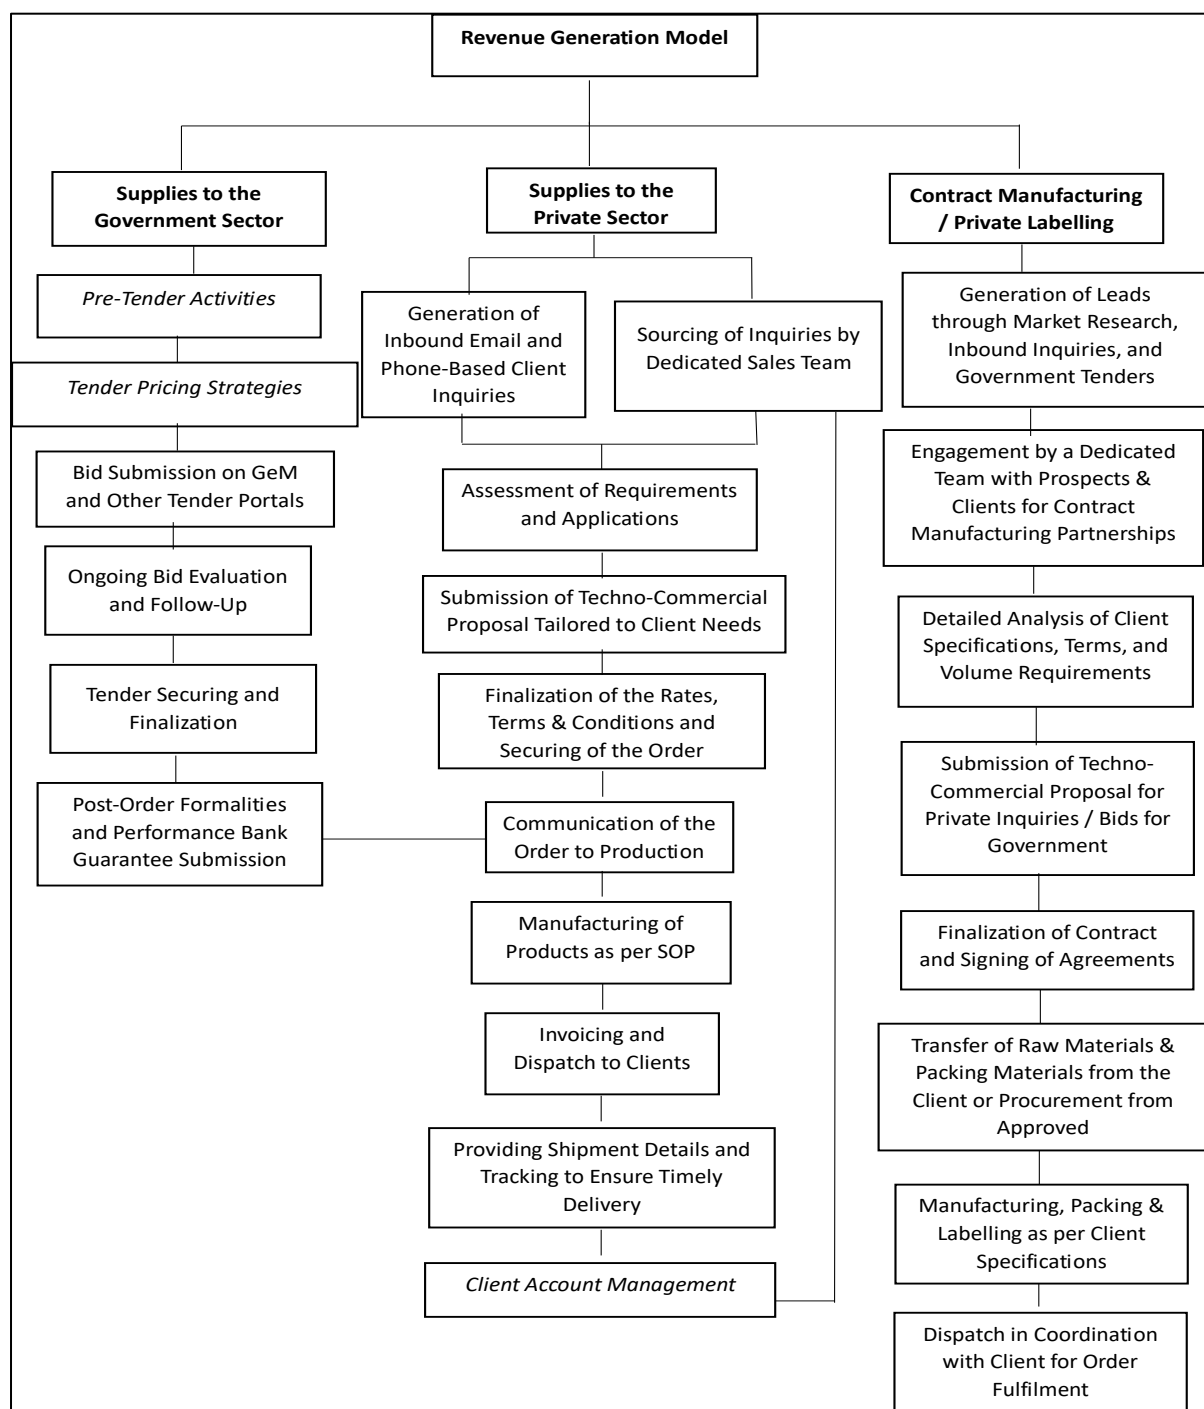 Revenue Generation Model
Supplies to the
Government Sector
Pre-Tender Activities
Tender Pricing Strategies
Bid Submission on GeM
and Other Tender Portals
Ongoing Bid Evaluation
and Follow-Up
Tender Securing and
Finalization
Post-Order Formalities
and Performance Bank
Guarantee Submission
Supplies to the
Private Sector
Generation of
Inbound Email and
Phone-Based Client
Inquiries
Sourcing of Inquiries by
Dedicated Sales Team
Assessment of Requirements
and Applications
Submission of Techno-Commercial
Proposal Tailored to Client Needs
Finalization of the Rates,
Terms & Conditions and
Securing of the Order
Communication of the
Order to Production
Manufacturing of
Products as per SOP
Invoicing and
Dispatch to Clients
Providing Shipment Details and
Tracking to Ensure Timely
Delivery
Client Account Management
Contract Manufacturing
/ Private Labelling
Generation of Leads
through Market Research,
Inbound Inquiries, and
Government Tenders
Engagement by a Dedicated
Team with Prospects &
Clients for Contract
Manufacturing Partnerships
Detailed Analysis of Client
Specifications, Terms, and
Volume Requirements
Submission of Techno-
Commercial Proposal for
Private Inquiries / Bids for
Government
Finalization of Contract
and Signing of Agreements
Transfer of Raw Materials &
Packing Materials from the
Client or Procurement from
Approved
Manufacturing, Packing &
Labelling as per Client
Specifications
Dispatch in Coordination
with Client for Order
Fulfilment